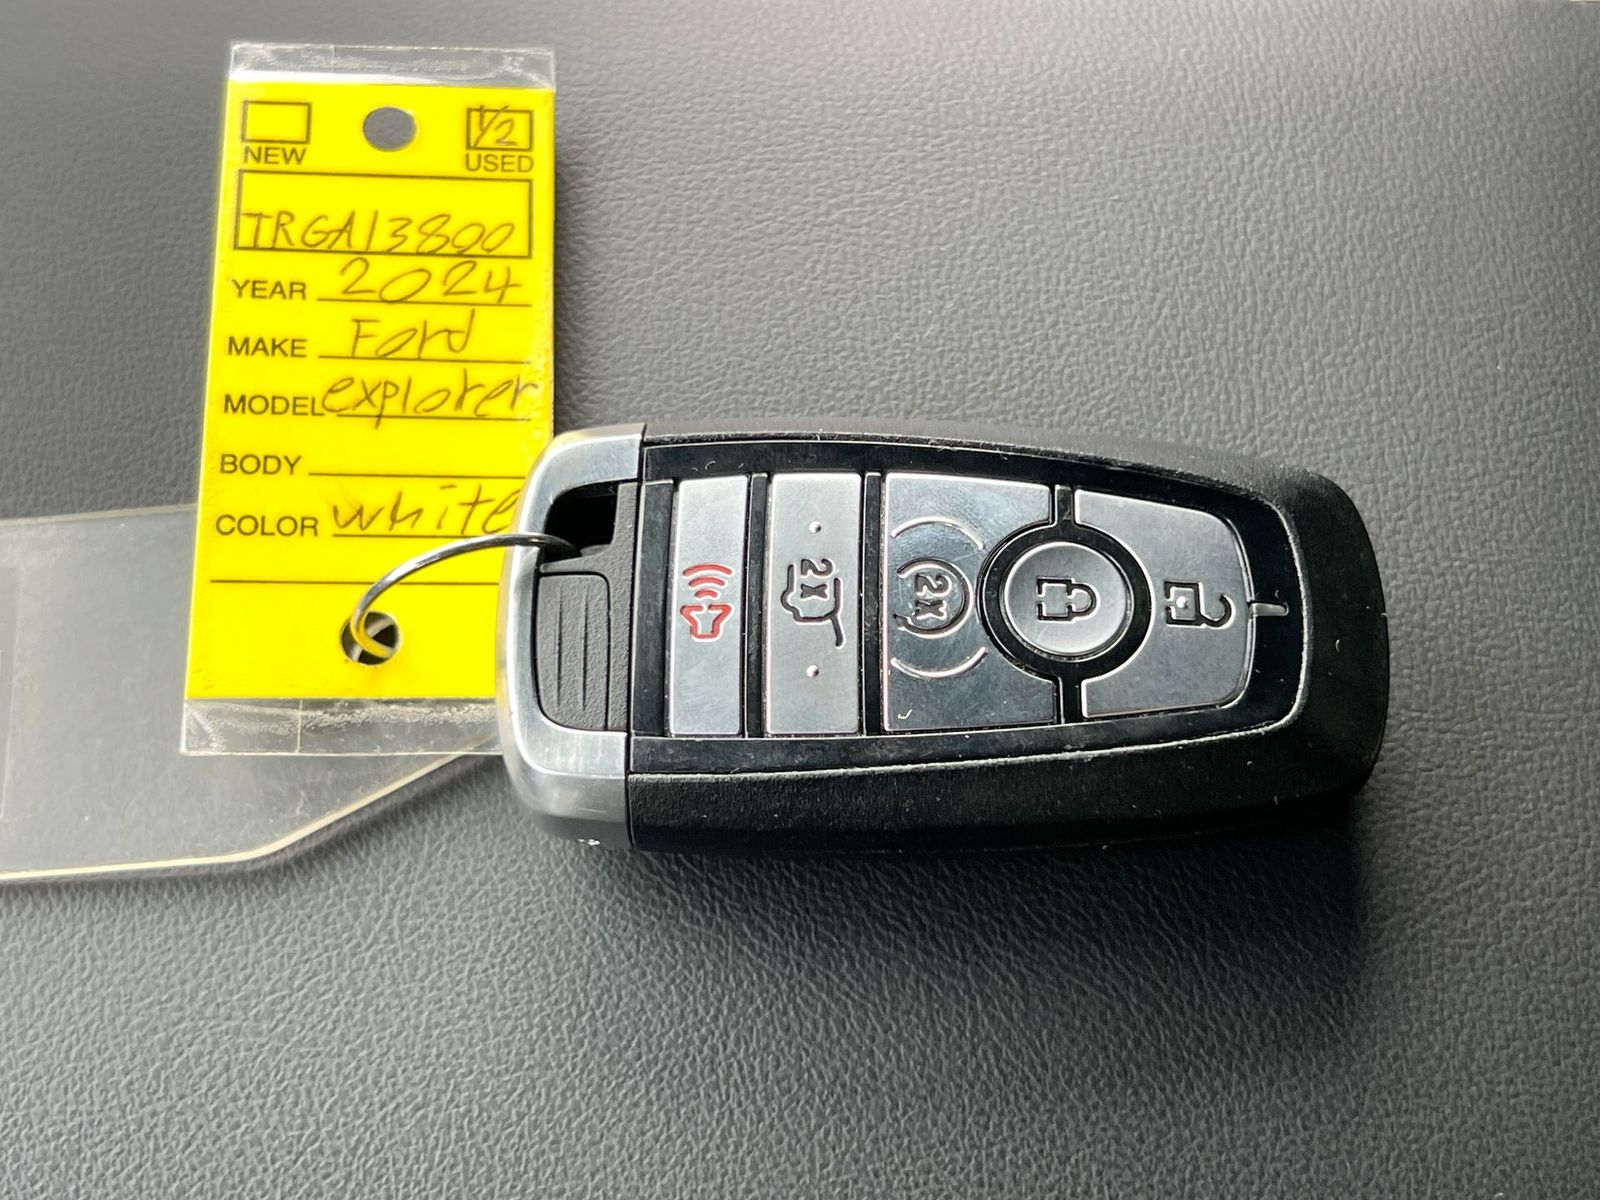 1/2
NEW USED
TRGA13800
YEAR 2024
MAKE Ford
MODEL explorer
BODY
COLOR white
2x
2x